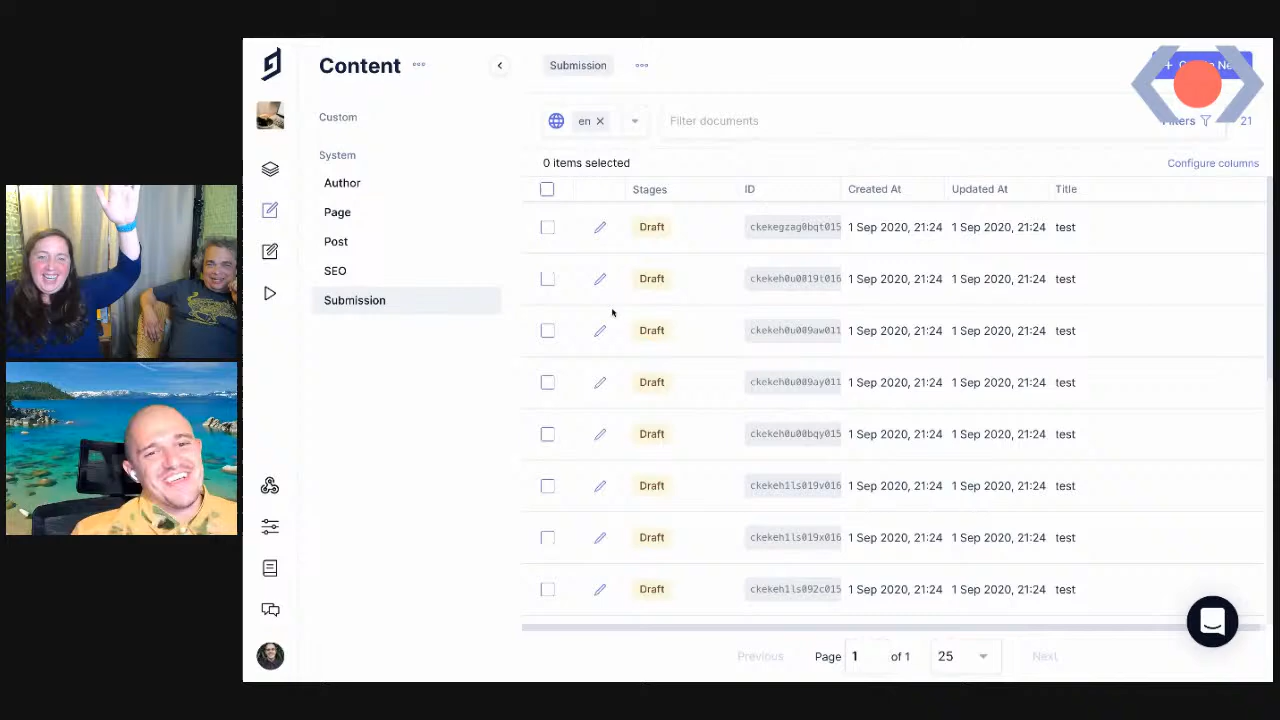 Content
Submission
Custom
en
Filter documents
Filters
21
System
0 items selected
Configure columns
Author
Stages ID Created At Updated At Title
Page
Draft ckekegzag0bqt015 1 Sep 2020, 21:24 1 Sep 2020, 21:24 test
Post
SEO
Draft 1 Sep 2020, 21:24 1 Sep 2020, 21:24 test
Submission
Draft 1 Sep 2020, 21:24 1 Sep 2020, 21:24 test
Draft 1 Sep 2020, 21:24 1 Sep 2020, 21:24 test
Draft 1 Sep 2020, 21:24 1 Sep 2020, 21:24 test
Draft 1 Sep 2020, 21:24 1 Sep 2020, 21:24 test
Draft 1 Sep 2020, 21:24 1 Sep 2020, 21:24 test
Draft 1 Sep 2020, 21:24 1 Sep 2020, 21:24 test
Previous Page 1 of 1 25 Next